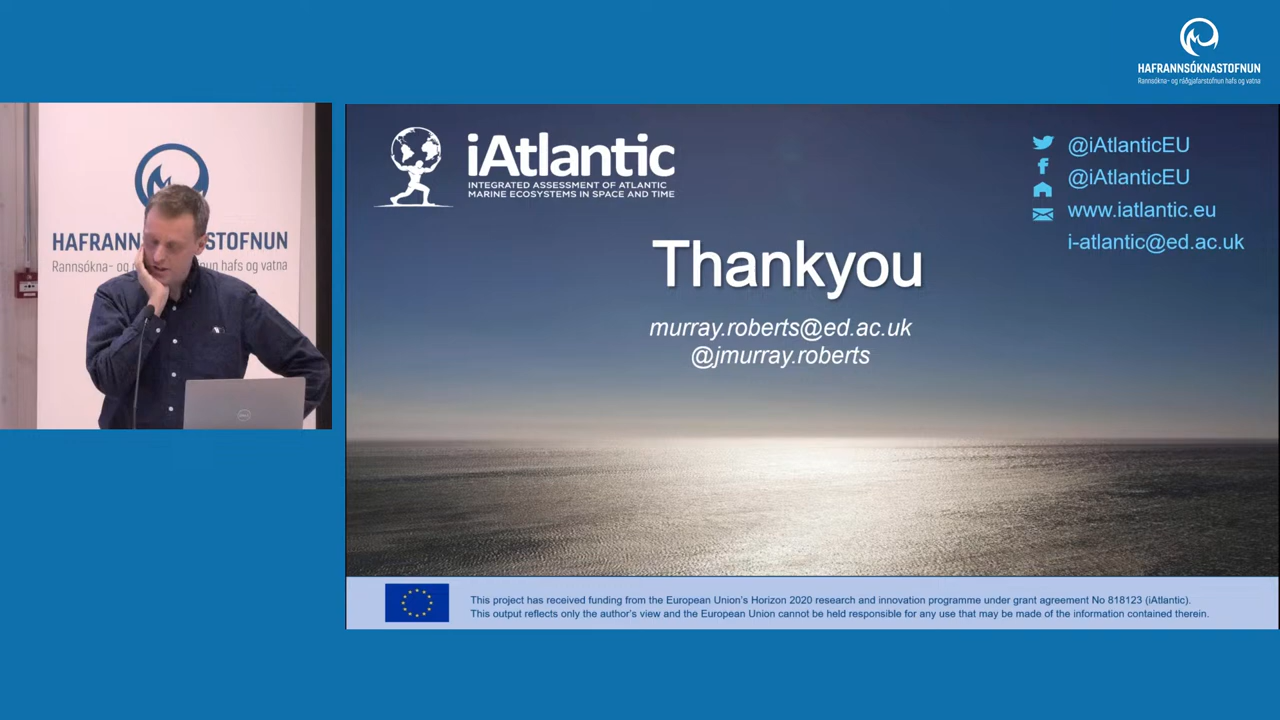 HAFRANNSÓKNASTOFNUN
Rannsókna- og ráðgjafarstofnun hafs og vatna
HAFRANN STOFNUN
Rannsókna- og nun hafs og vatna
iAtlantic
INTEGRATED ASSESSMENT OF ATLANTIC
MARINE ECOSYSTEMS IN SPACE AND TIME
@iAtlanticEU
@iAtlanticEU
www.iatlantic.eu
i-atlantic@ed.ac.uk
Thankyou
murray.roberts@ed.ac.uk
@jmurray.roberts
This project has received funding from the European Union's Horizon 2020 research and innovation programme under grant agreement No 818123 (iAtlantic).
This output reflects only the author's view and the European Union cannot be held responsible for any use that may be made of the information contained therein.